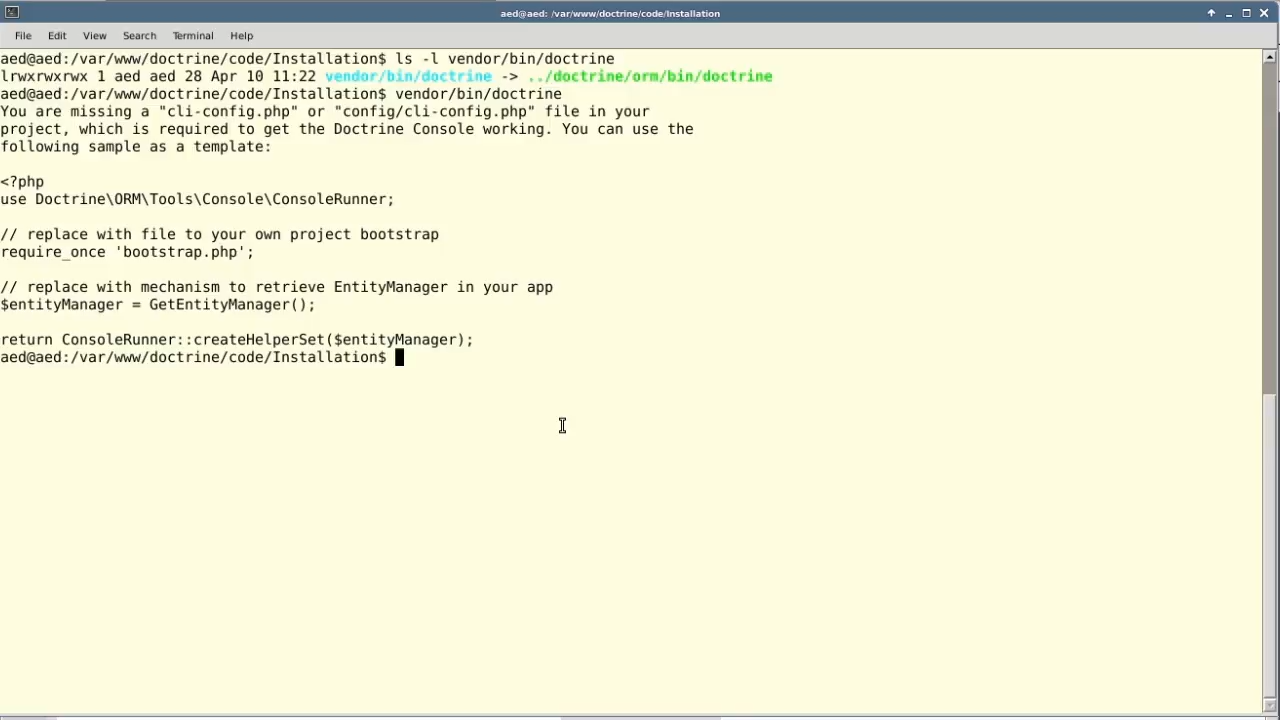 aed@aed: /var/www/doctrine/code/Installation
File Edit View Search Terminal Help
aed@aed:/var/www/doctrine/code/Installation$ ls -l vendor/bin/doctrine
lrwxrwxrwx 1 aed aed 28 Apr 10 11:22 vendor/bin/doctrine -> ../doctrine/orm/bin/doctrine
aed@aed:/var/www/doctrine/code/Installation$ vendor/bin/doctrine
You are missing a "cli-config.php" or "config/cli-config.php" file in your
project, which is required to get the Doctrine Console working. You can use the
following sample as a template:

<?php
use Doctrine\ORM\Tools\Console\ConsoleRunner;

// replace with file to your own project bootstrap
require_once 'bootstrap.php';

// replace with mechanism to retrieve EntityManager in your app
$entityManager = GetEntityManager();

return ConsoleRunner::createHelperSet($entityManager);
aed@aed:/var/www/doctrine/code/Installation$